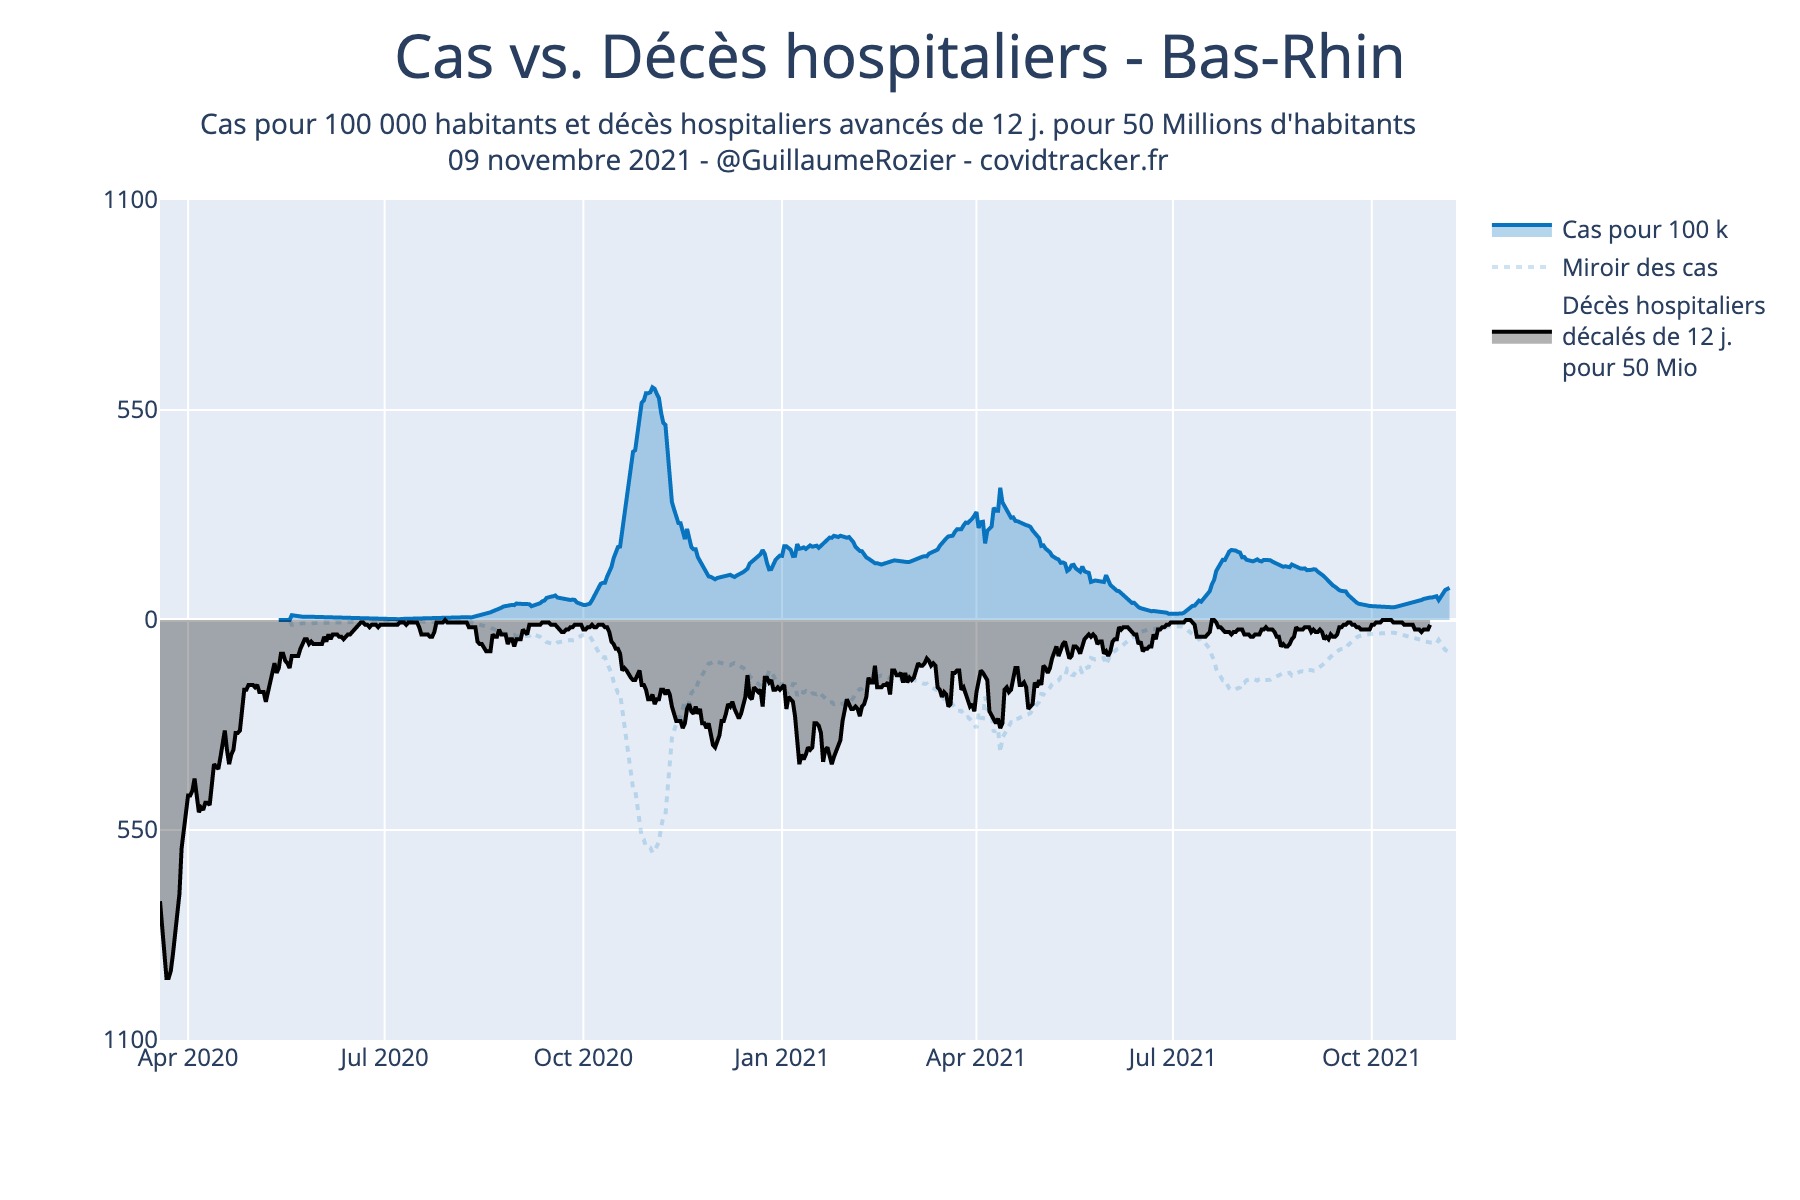 Cas vs. Décès hospitaliers - Bas-Rhin
Cas pour 100 000 habitants et décès hospitaliers avancés de 12 j. pour 50 Millions d'habitants
09 novembre 2021 - @GuillaumeRozier - covidtracker.fr
1100
550
0
550
1100
Apr 2020
Jul 2020
Oct 2020
Jan 2021
Apr 2021
Jul 2021
Oct 2021
Cas pour 100 k
Miroir des cas
Décès hospitaliers
décalés de 12 j.
pour 50 Mio